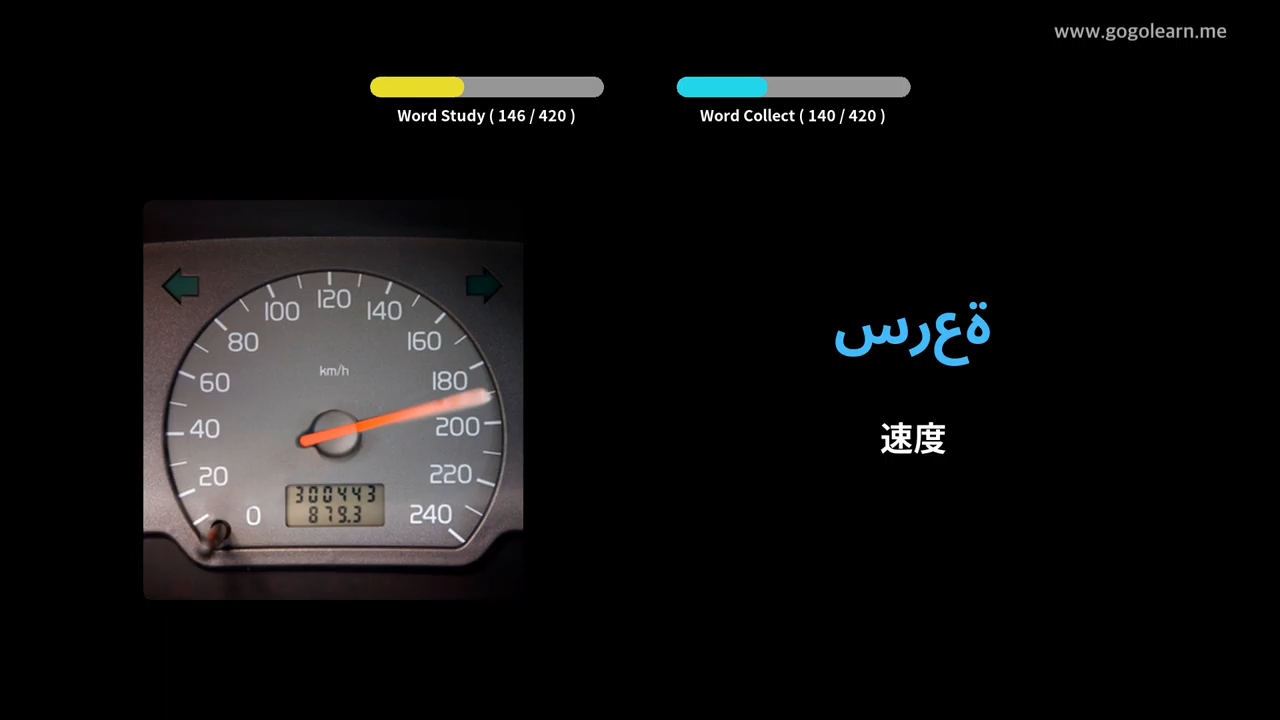 www.gogolearn.me
Word Study ( 146 / 420 )
Word Collect ( 140 / 420 )
0
20
40
60
80
100
120
140
160
180
200
220
240
km/h
300443
879.3
ةعرس
速度